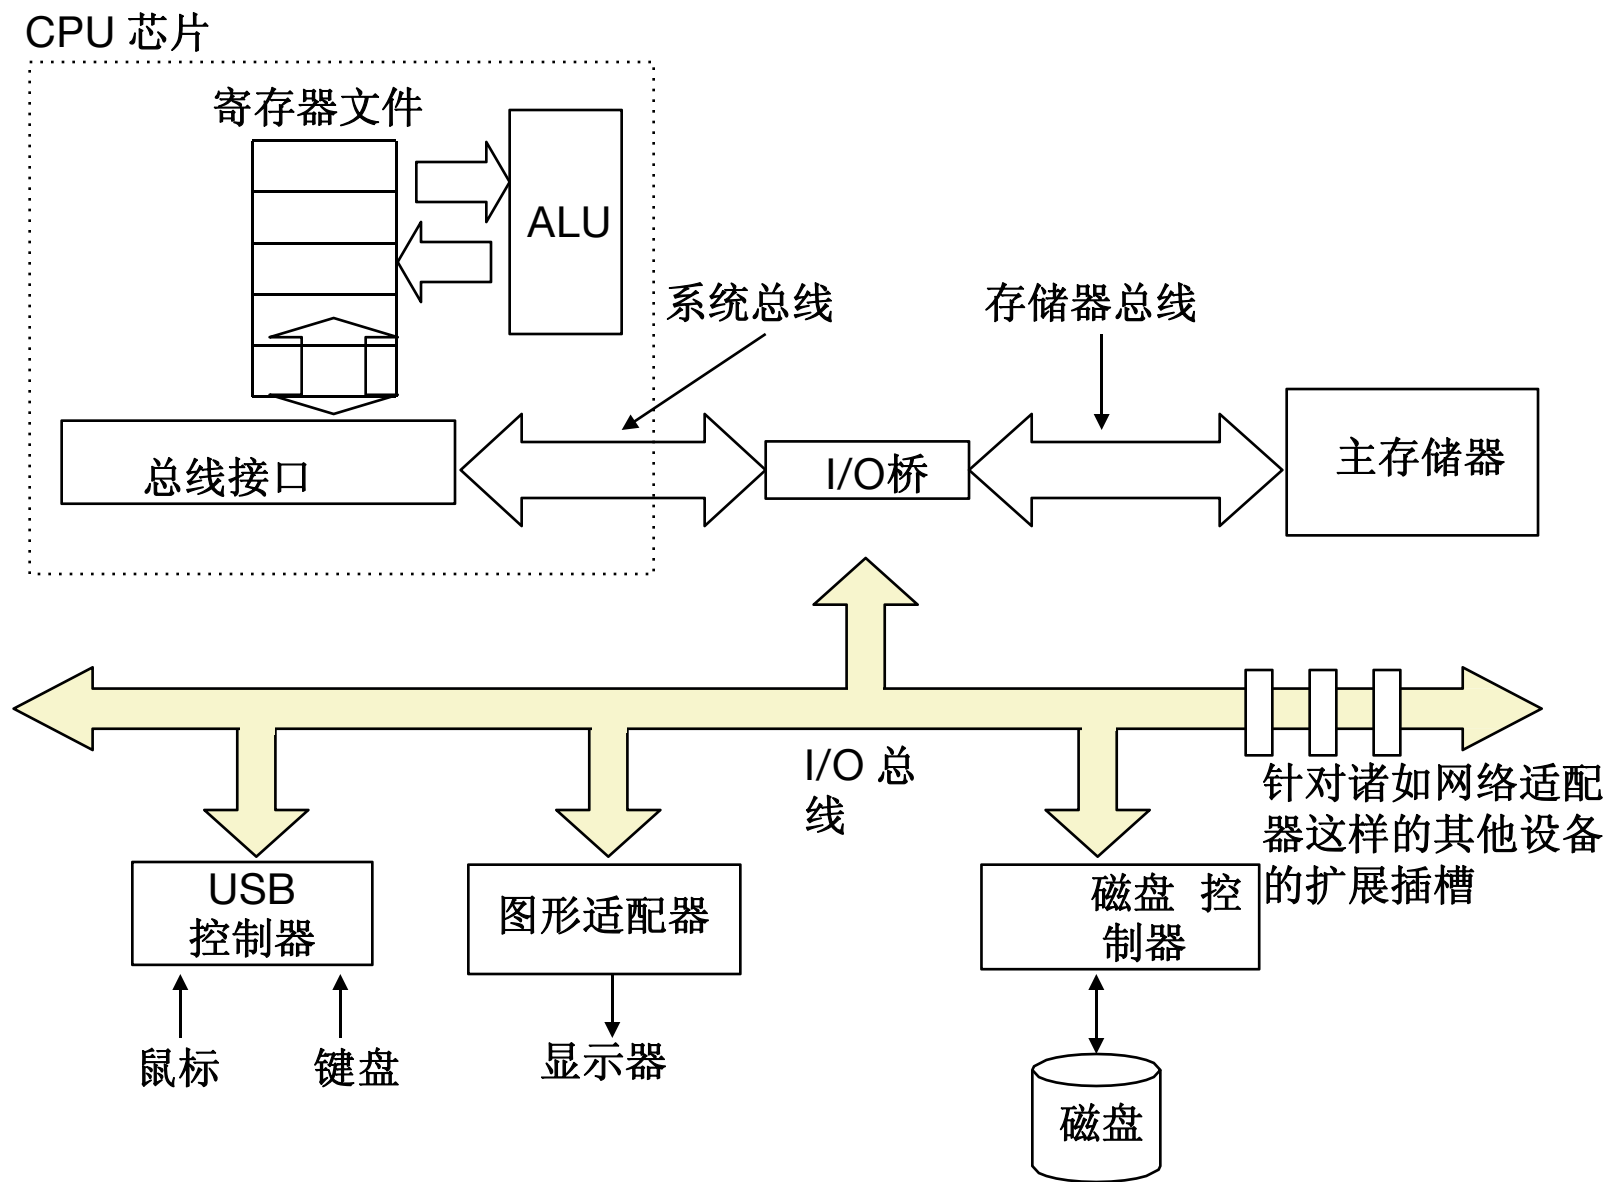 CPU 芯片
寄存器文件
ALU
系统总线
存储器总线
总线接口
I/O桥
主存储器
I/O 总
线
针对诸如网络适配
器这样的其他设备
的扩展插槽
USB
控制器
图形适配器
磁盘 控
制器
鼠标
键盘
显示器
磁盘